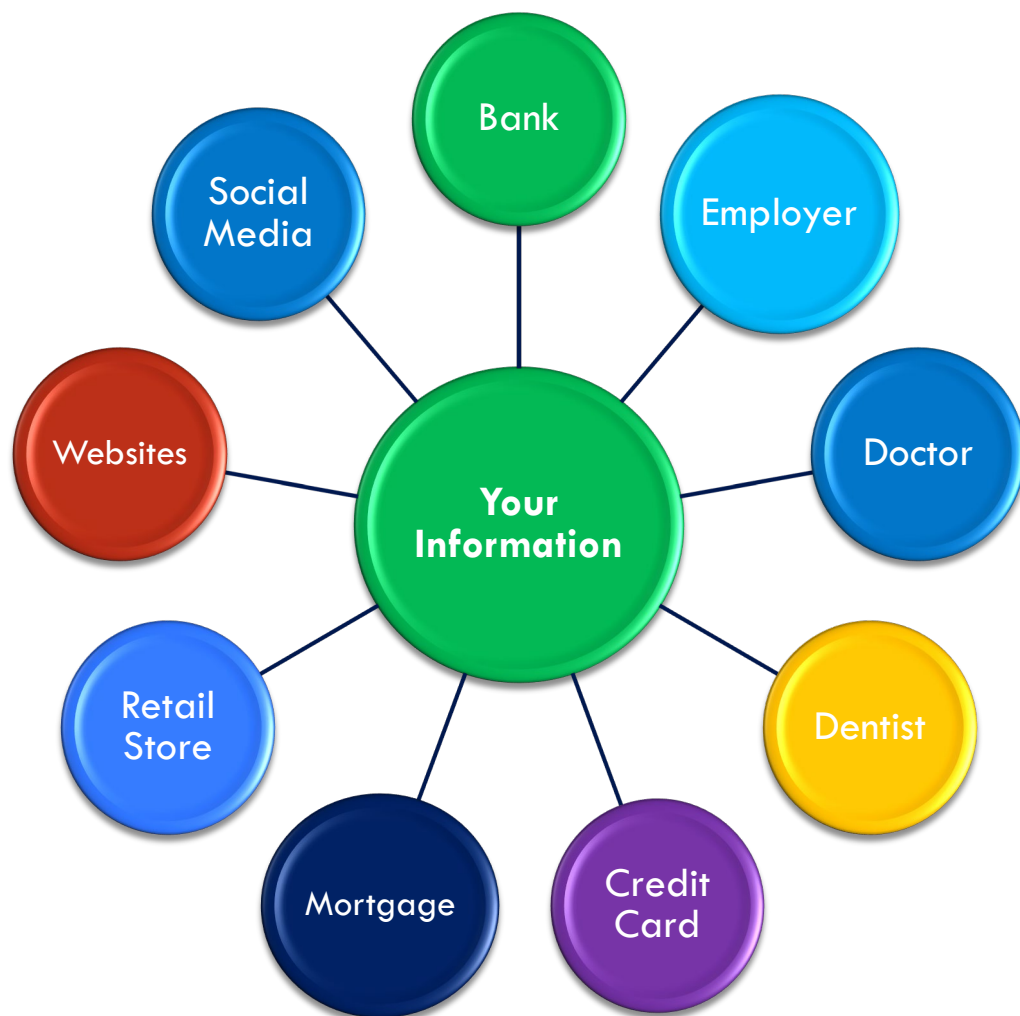 Bank
Social
Media
Employer
Websites
Doctor
Your
Information
Retail
Store
Dentist
Mortgage
Credit
Card